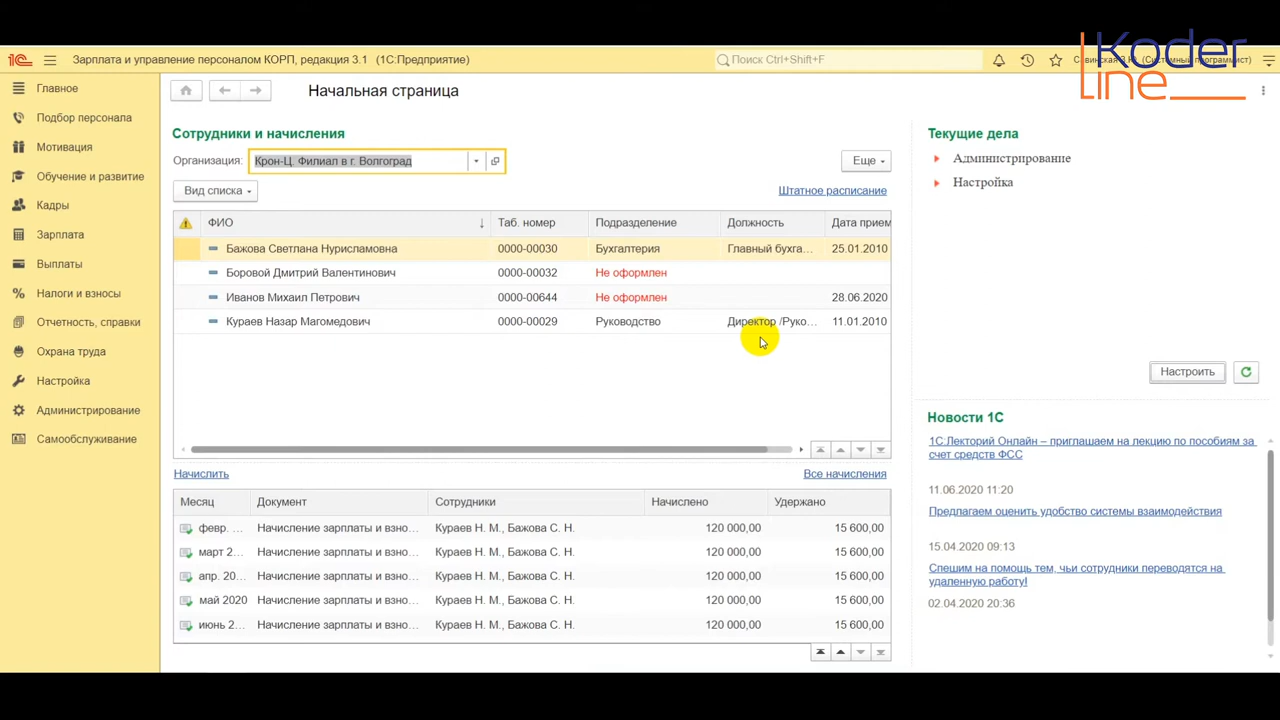 Koder
line
1С Зарплата и управление персоналом КОРП, редакция 3.1 (1С:Предприятие)
Поиск Ctrl+Shift+F
(Системный программист)
Главное
Подбор персонала
Мотивация
Обучение и развитие
Кадры
Зарплата
Выплаты
Налоги и взносы
Отчетность, справки
Охрана труда
Настройка
Администрирование
Самообслуживание
Начальная страница
Сотрудники и начисления
Организация: Крон-Ц. Филиал в г. Волгоград
Еще
Вид списка
Штатное расписание
ФИО Таб. номер Подразделение Должность Дата прием
Бажова Светлана Нурисламовна 0000-00030 Бухгалтерия Главный бухга... 25.01.2010
Боровой Дмитрий Валентинович 0000-00032 Не оформлен
Иванов Михаил Петрович 0000-00644 Не оформлен 28.06.2020
Кураев Назар Магомедович 0000-00029 Руководство Директор /Руко... 11.01.2010
Начислить Все начисления
Месяц Документ Сотрудники Начислено Удержано
февр. ... Начисление зарплаты и взно... Кураев Н. М., Бажова С. Н. 120 000,00 15 600,00
март 2... Начисление зарплаты и взно... Кураев Н. М., Бажова С. Н. 120 000,00 15 600,00
апр. 20... Начисление зарплаты и взно... Кураев Н. М., Бажова С. Н. 120 000,00 15 600,00
май 2020 Начисление зарплаты и взно... Кураев Н. М., Бажова С. Н. 120 000,00 15 600,00
июнь 2... Начисление зарплаты и взно... Кураев Н. М., Бажова С. Н. 120 000,00 15 600,00
Текущие дела
Администрирование
Настройка
Настроить
Новости 1С
1С:Лекторий Онлайн – приглашаем на лекцию по пособиям за
счет средств ФСС
11.06.2020 11:20
Предлагаем оценить удобство системы взаимодействия
15.04.2020 09:13
Спешим на помощь тем, чьи сотрудники переводятся на
удаленную работу!
02.04.2020 20:36